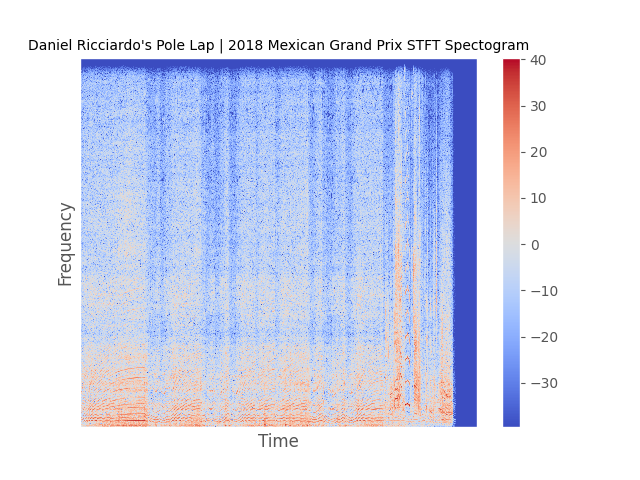 Daniel Ricciardo's Pole Lap | 2018 Mexican Grand Prix STFT Spectogram
Frequency
Time
40
30
20
10
0
−10
−20
−30